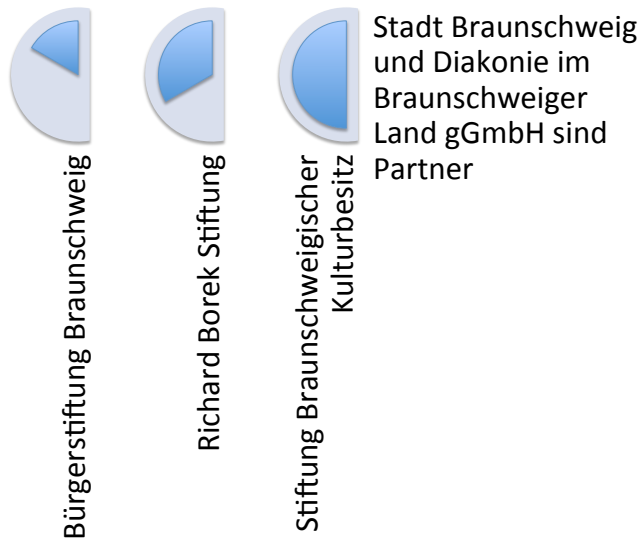 Bürgerstiftung Braunschweig
Richard Borek Stiftung
Stiftung Braunschweigischer
Kulturbesitz
Stadt Braunschweig
und Diakonie im
Braunschweiger
Land gGmbH sind
Partner